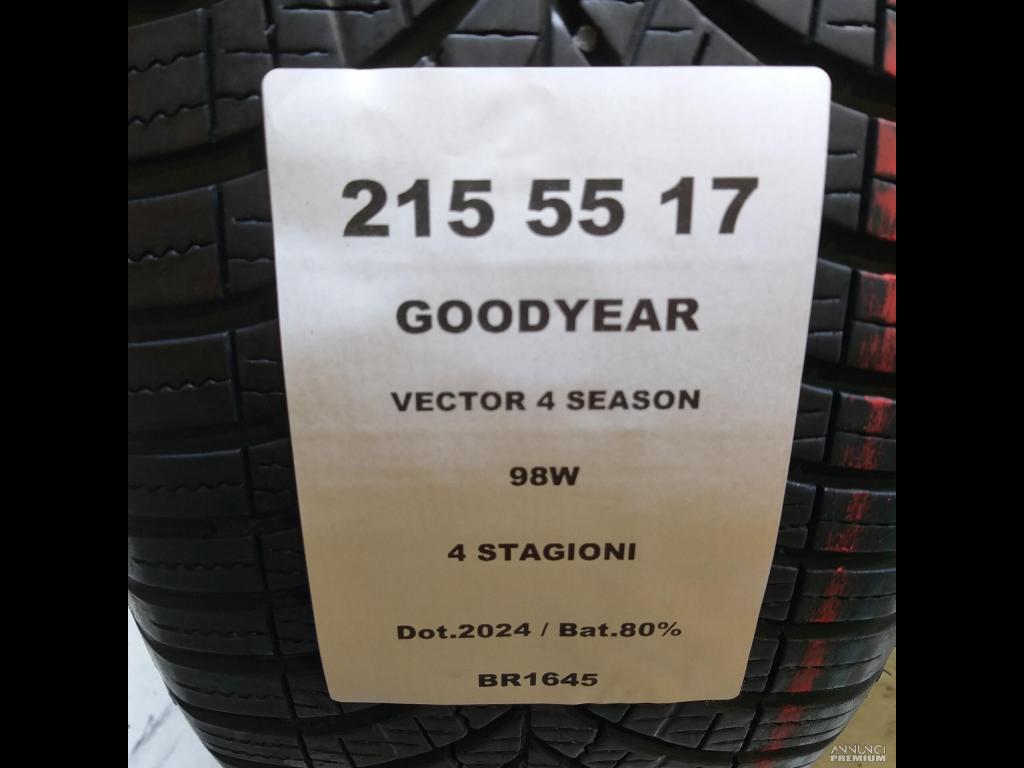 215 55 17
GOODYEAR
VECTOR 4 SEASON
98W
4 STAGIONI
Dot.2024 / Bat.80%
BR1645
ANNUNCI
PREMIUM